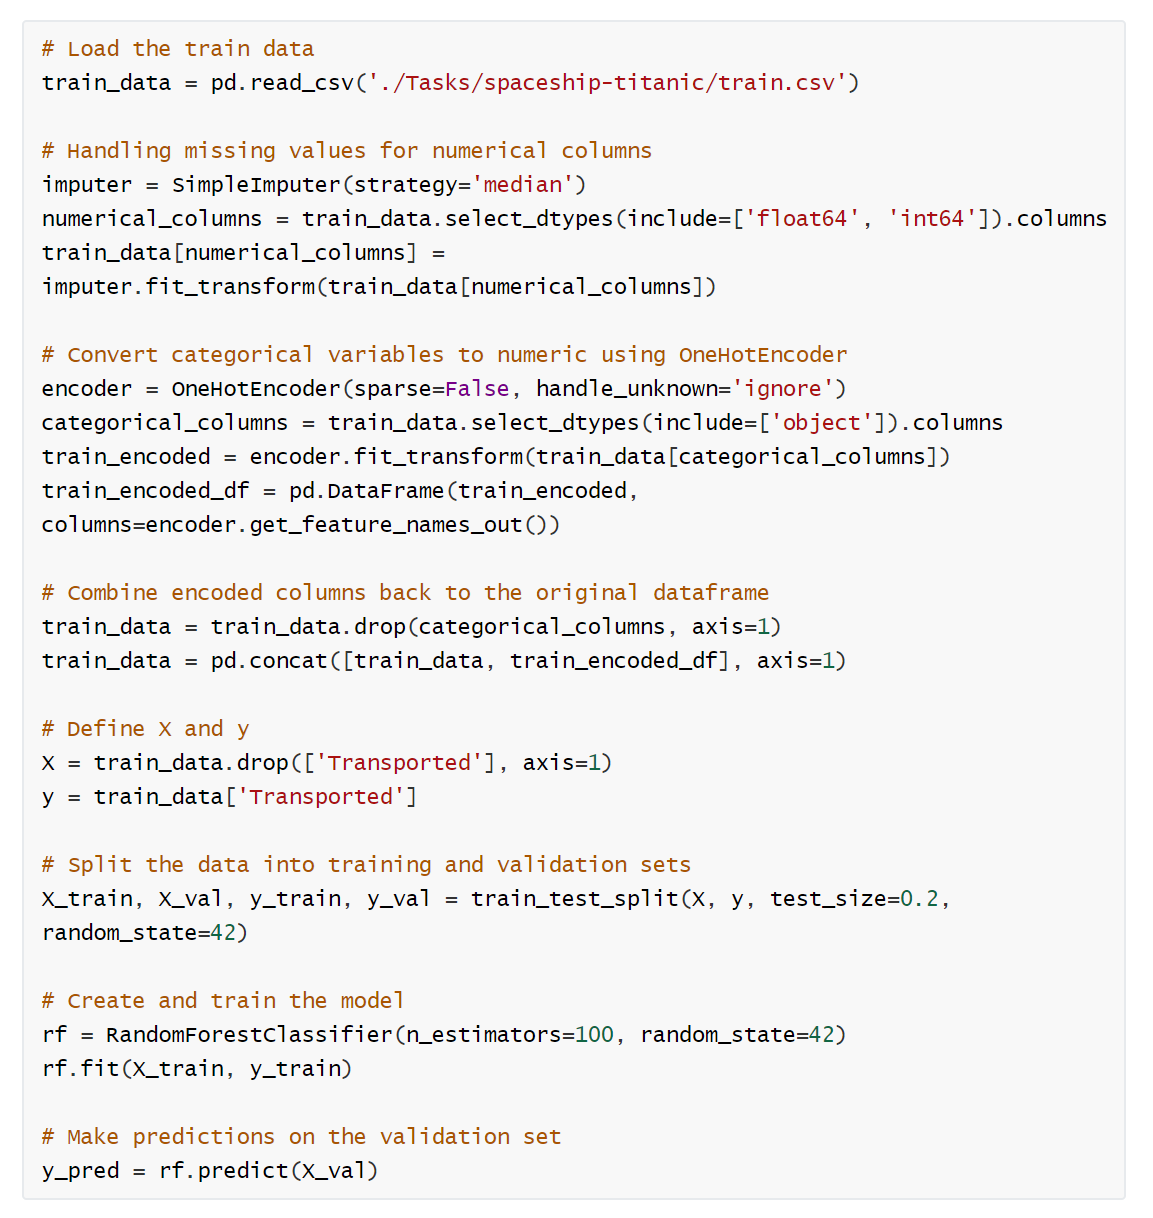 # Load the train data
train_data = pd.read_csv('./Tasks/spaceship-titanic/train.csv')
# Handling missing values for numerical columns
imputer = SimpleImputer(strategy='median')
numerical_columns = train_data.select_dtypes(include=['float64', 'int64']).columns
train_data[numerical_columns] =
imputer.fit_transform(train_data[numerical_columns])
# Convert categorical variables to numeric using OneHotEncoder
encoder = OneHotEncoder(sparse=False, handle_unknown='ignore')
categorical_columns = train_data.select_dtypes(include=['object']).columns
train_encoded = encoder.fit_transform(train_data[categorical_columns])
train_encoded_df = pd.DataFrame(train_encoded,
columns=encoder.get_feature_names_out())
# Combine encoded columns back to the original dataframe
train_data = train_data.drop(categorical_columns, axis=1)
train_data = pd.concat([train_data, train_encoded_df], axis=1)
# Define X and y
X = train_data.drop(['Transported'], axis=1)
y = train_data['Transported']
# Split the data into training and validation sets
X_train, X_val, y_train, y_val = train_test_split(X, y, test_size=0.2,
random_state=42)
# Create and train the model
rf = RandomForestClassifier(n_estimators=100, random_state=42)
rf.fit(X_train, y_train)
# Make predictions on the validation set
y_pred = rf.predict(X_val)